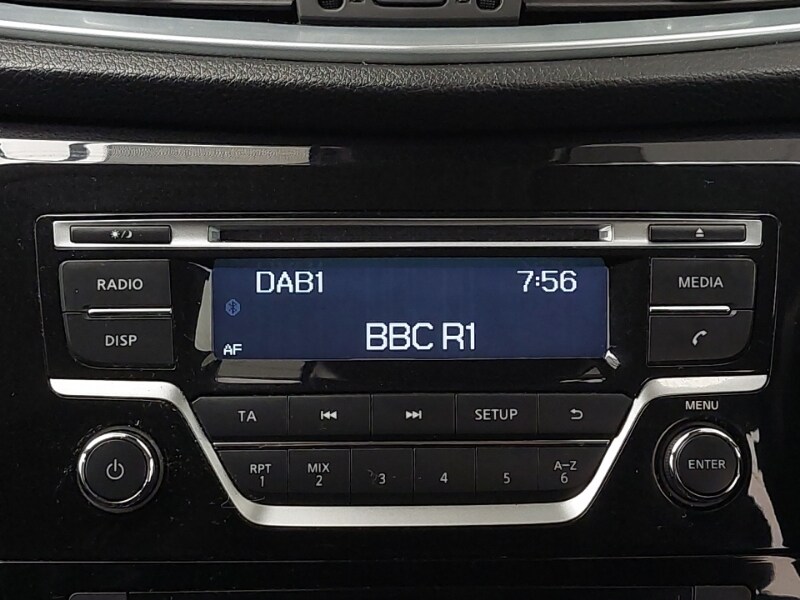 RADIO
DISP
DAB1 7:56
BBC R1
AF
MEDIA
TA SETUP
MENU
RPT 1
MIX 2
3
4
5
A-Z 6
ENTER